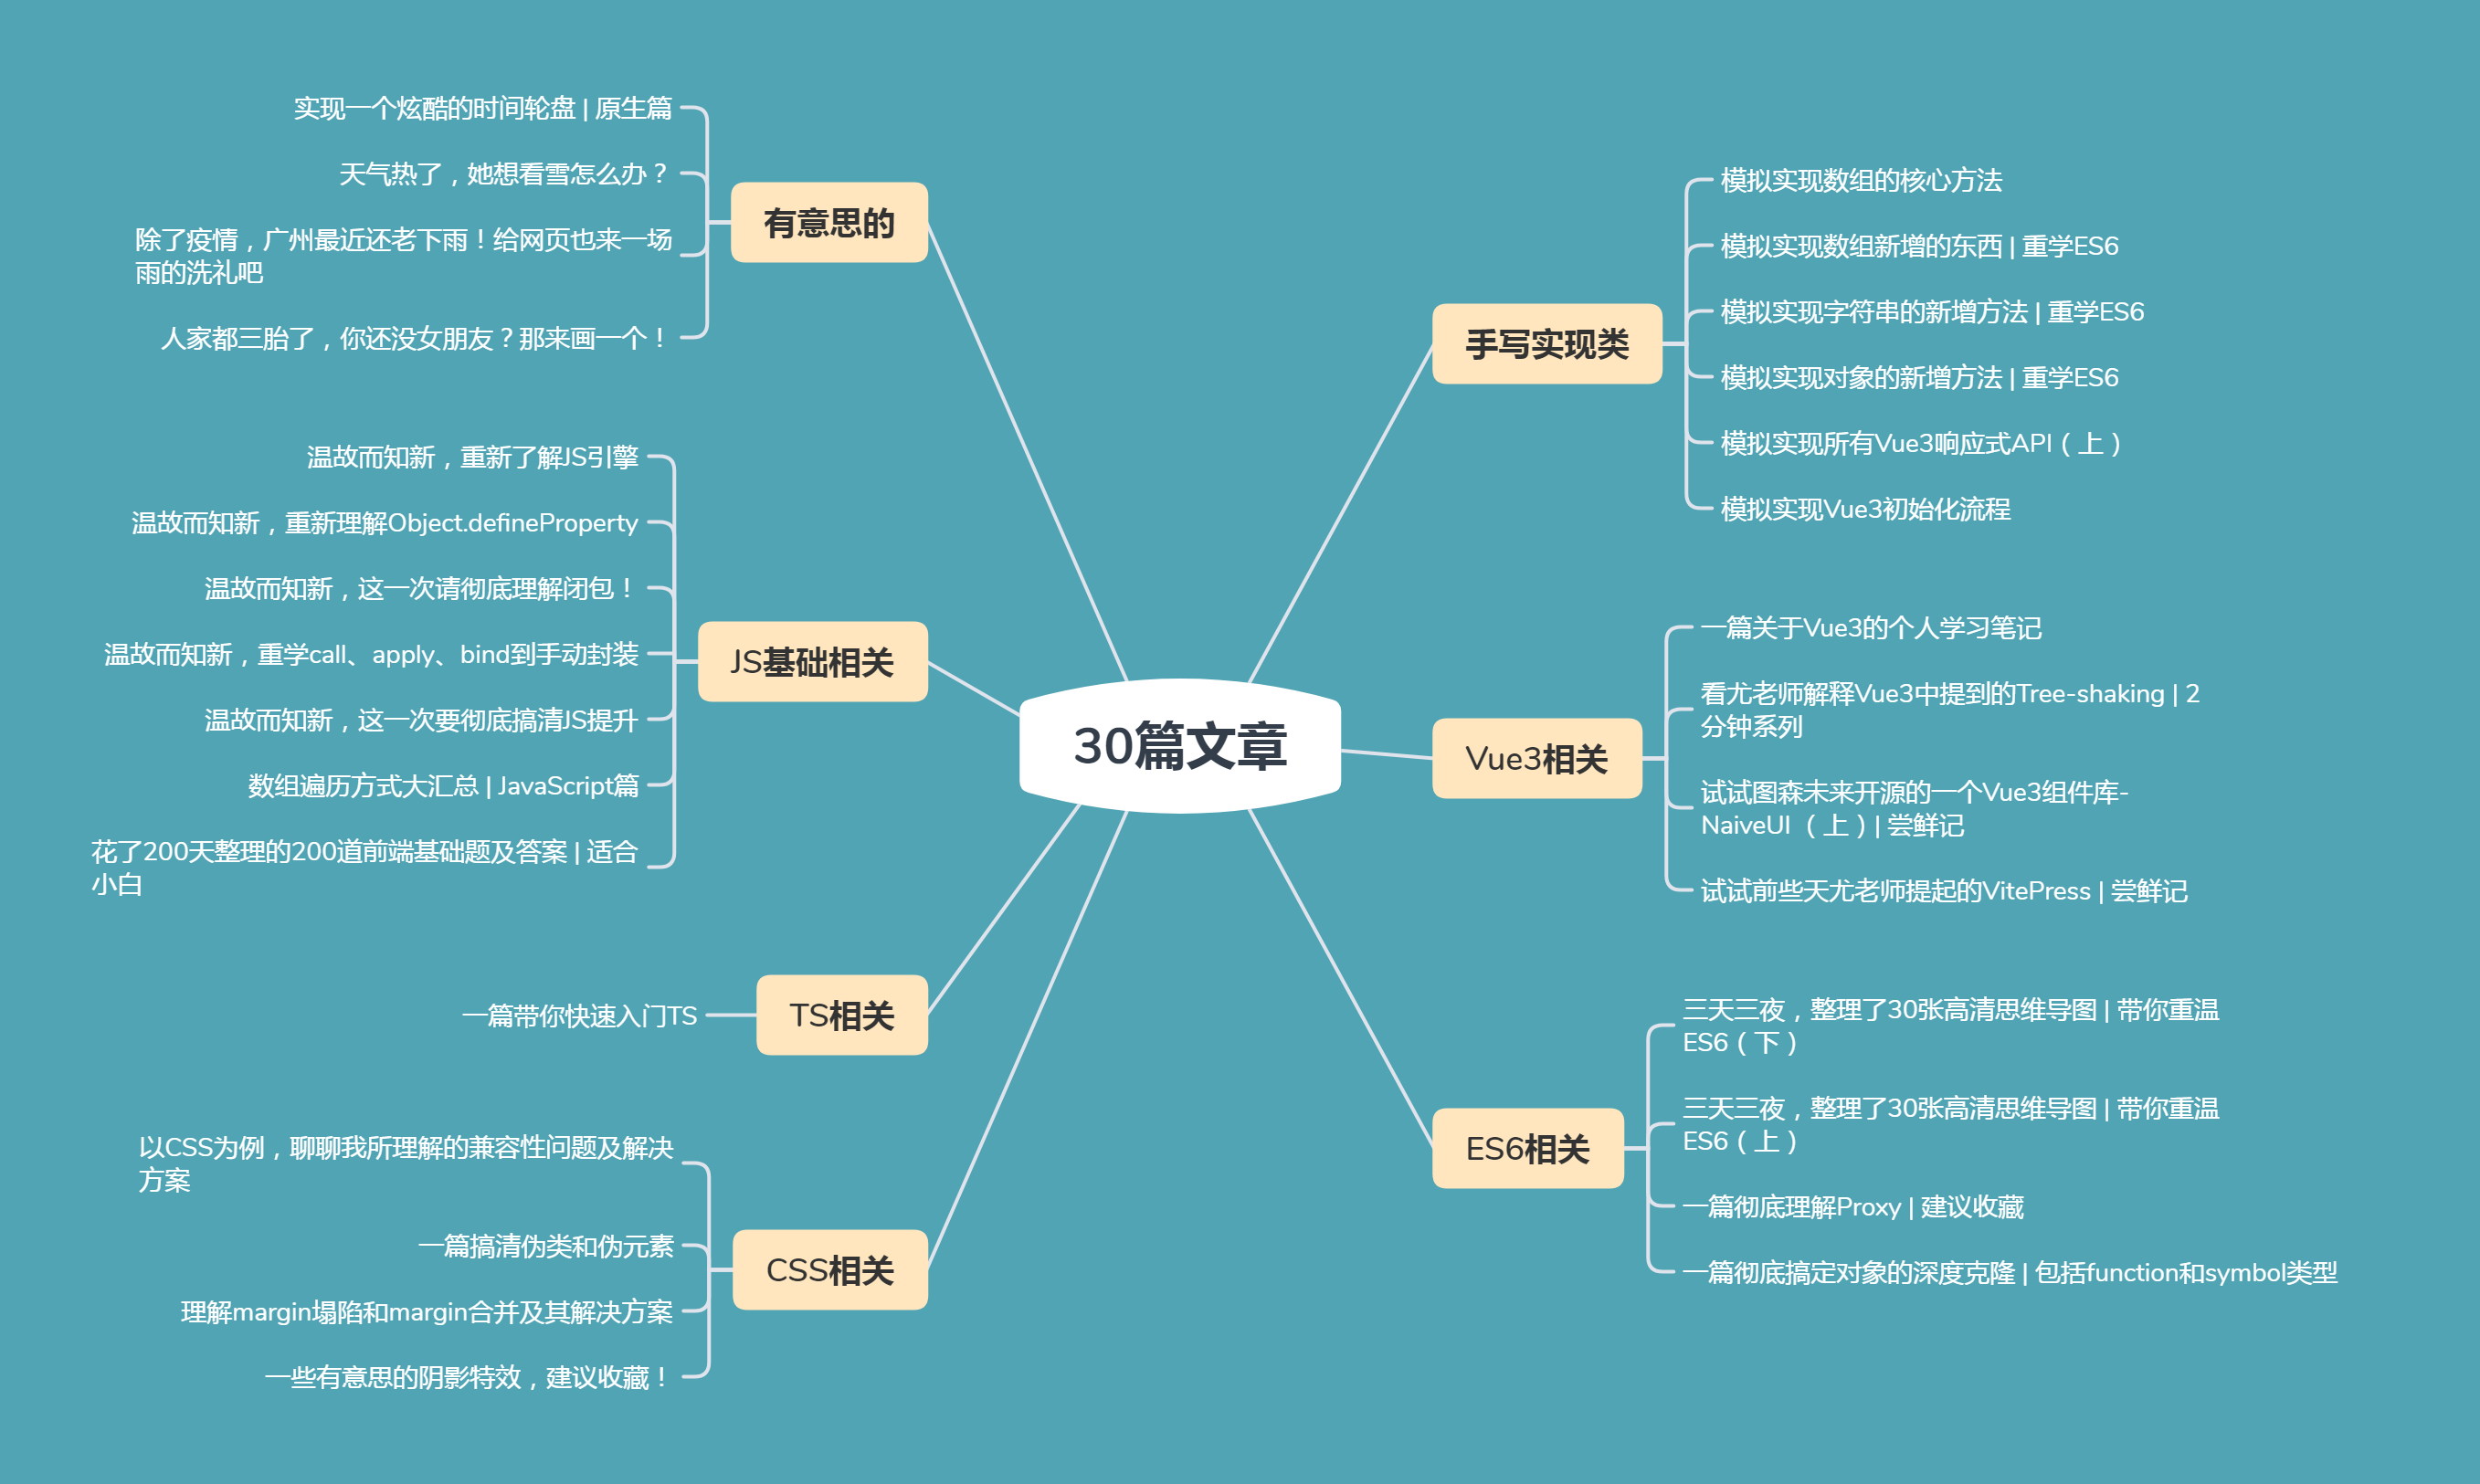 30篇文章
手写实现类
模拟实现数组的核心方法
模拟实现数组新增的东西 | 重学ES6
模拟实现字符串的新增方法 | 重学ES6
模拟实现对象的新增方法 | 重学ES6
模拟实现所有Vue3响应式API（上）
模拟实现Vue3初始化流程
Vue3相关
一篇关于Vue3的个人学习笔记
看尤老师解释Vue3中提到的Tree-shaking | 2
分钟系列
试试图森未来开源的一个Vue3组件库-
NaiveUI （上）| 尝鲜记
试试前些天尤老师提起的VitePress | 尝鲜记
ES6相关
三天三夜，整理了30张高清思维导图 | 带你重温
ES6（下）
三天三夜，整理了30张高清思维导图 | 带你重温
ES6（上）
一篇彻底理解Proxy | 建议收藏
一篇彻底搞定对象的深度克隆 | 包括function和symbol类型
有意思的
实现一个炫酷的时间轮盘 | 原生篇
天气热了，她想看雪怎么办？
除了疫情，广州最近还老下雨！给网页也来一场
雨的洗礼吧
人家都三胎了，你还没女朋友？那来画一个！
JS基础相关
温故而知新，重新了解JS引擎
温故而知新，重新理解Object.defineProperty
温故而知新，这一次请彻底理解闭包！
温故而知新，重学call、apply、bind到手动封装
温故而知新，这一次要彻底搞清JS提升
数组遍历方式大汇总 | JavaScript篇
花了200天整理的200道前端基础题及答案 | 适合
小白
TS相关
一篇带你快速入门TS
CSS相关
以CSS为例，聊聊我所理解的兼容性问题及解决
方案
一篇搞清伪类和伪元素
理解margin塌陷和margin合并及其解决方案
一些有意思的阴影特效，建议收藏！